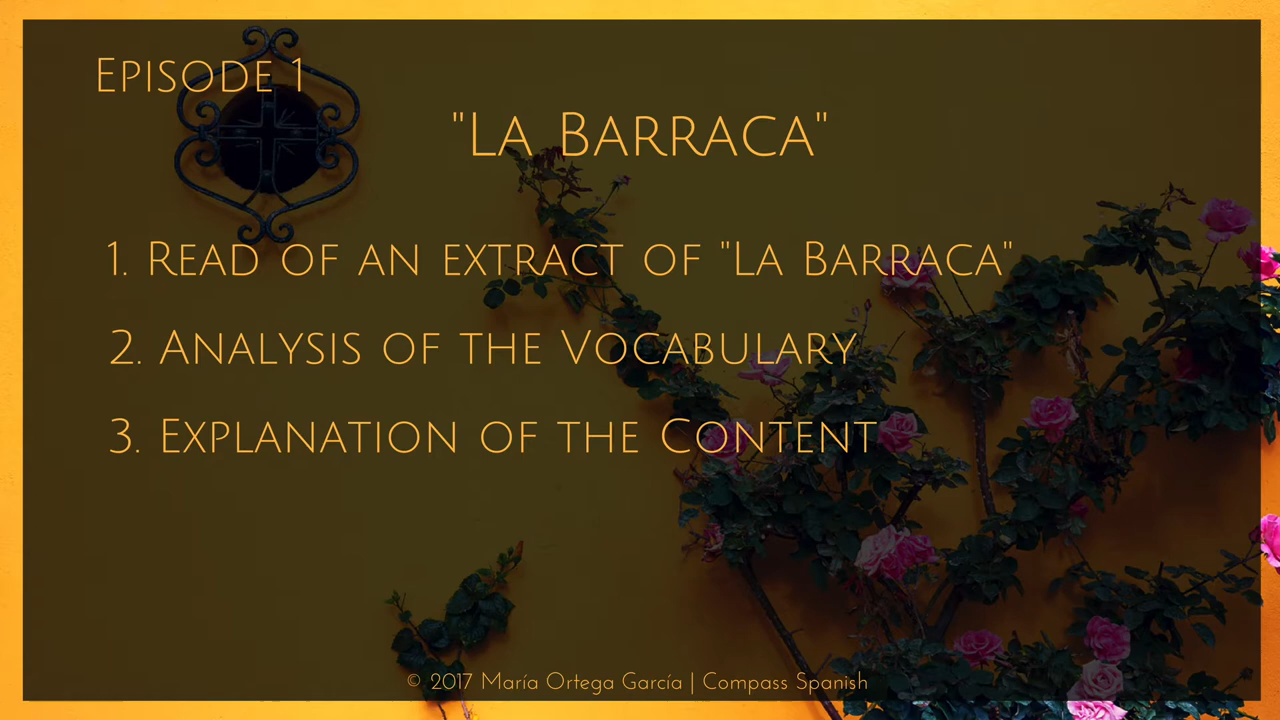 Episode 1
"La Barraca"
1. Read of an extract of "La Barraca"
2. Analysis of the Vocabulary
3. Explanation of the Content
© 2017 María Ortega García | Compass Spanish